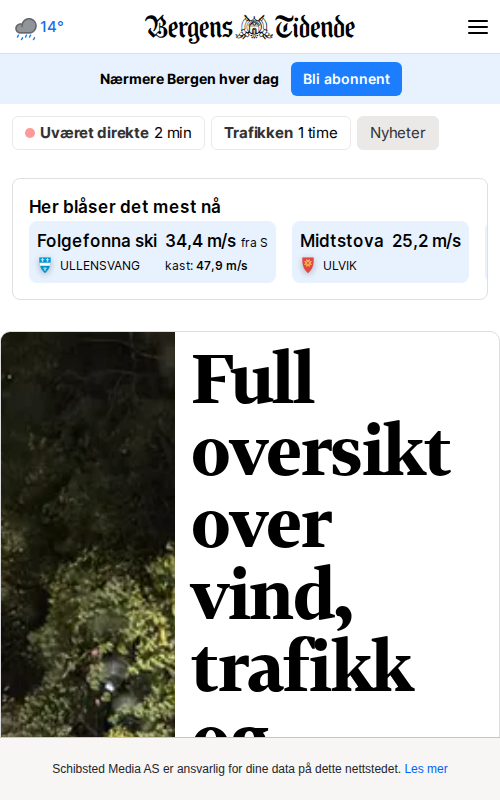 14°
Bergens Tidende
Nærmere Bergen hver dag
Bli abonnent
Uværet direkte 2 min
Trafikken 1 time
Nyheter
Her blåser det mest nå
Folgefonna ski 34,4 m/s fra S
ULLENSVANG kast: 47,9 m/s
Midtstova 25,2 m/s
ULVIK
Full
oversikt
over
vind,
trafikk
og
Schibsted Media AS er ansvarlig for dine data på dette nettstedet. Les mer